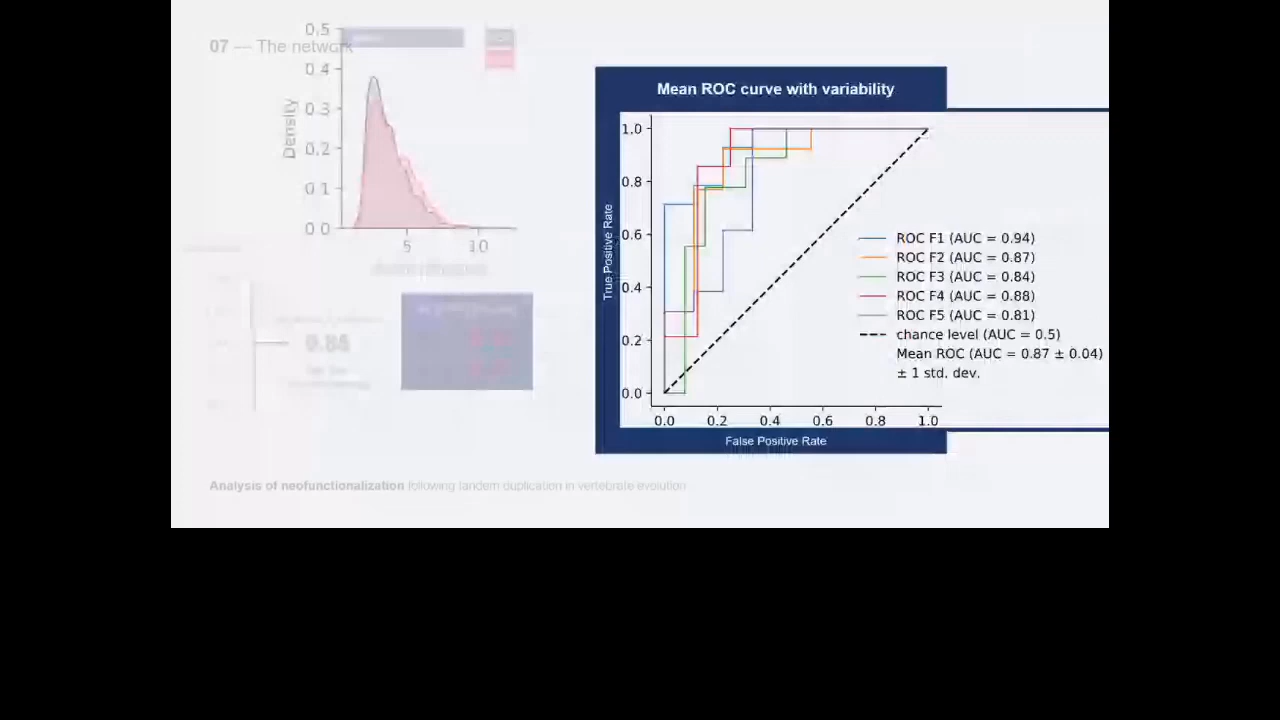 07 — The network
0.5
0.4
0.3
0.2
0.1
0.0
Density
5
10
0.86
Mean ROC curve with variability
1.0
0.8
0.6
0.4
0.2
0.0
True Positive Rate
0.0 0.2 0.4 0.6 0.8 1.0
False Positive Rate
ROC F1 (AUC = 0.94)
ROC F2 (AUC = 0.87)
ROC F3 (AUC = 0.84)
ROC F4 (AUC = 0.88)
ROC F5 (AUC = 0.81)
chance level (AUC = 0.5)
Mean ROC (AUC = 0.87 ± 0.04)
± 1 std. dev.
Analysis of neofunctionalization following tandem duplication in vertebrate evolution